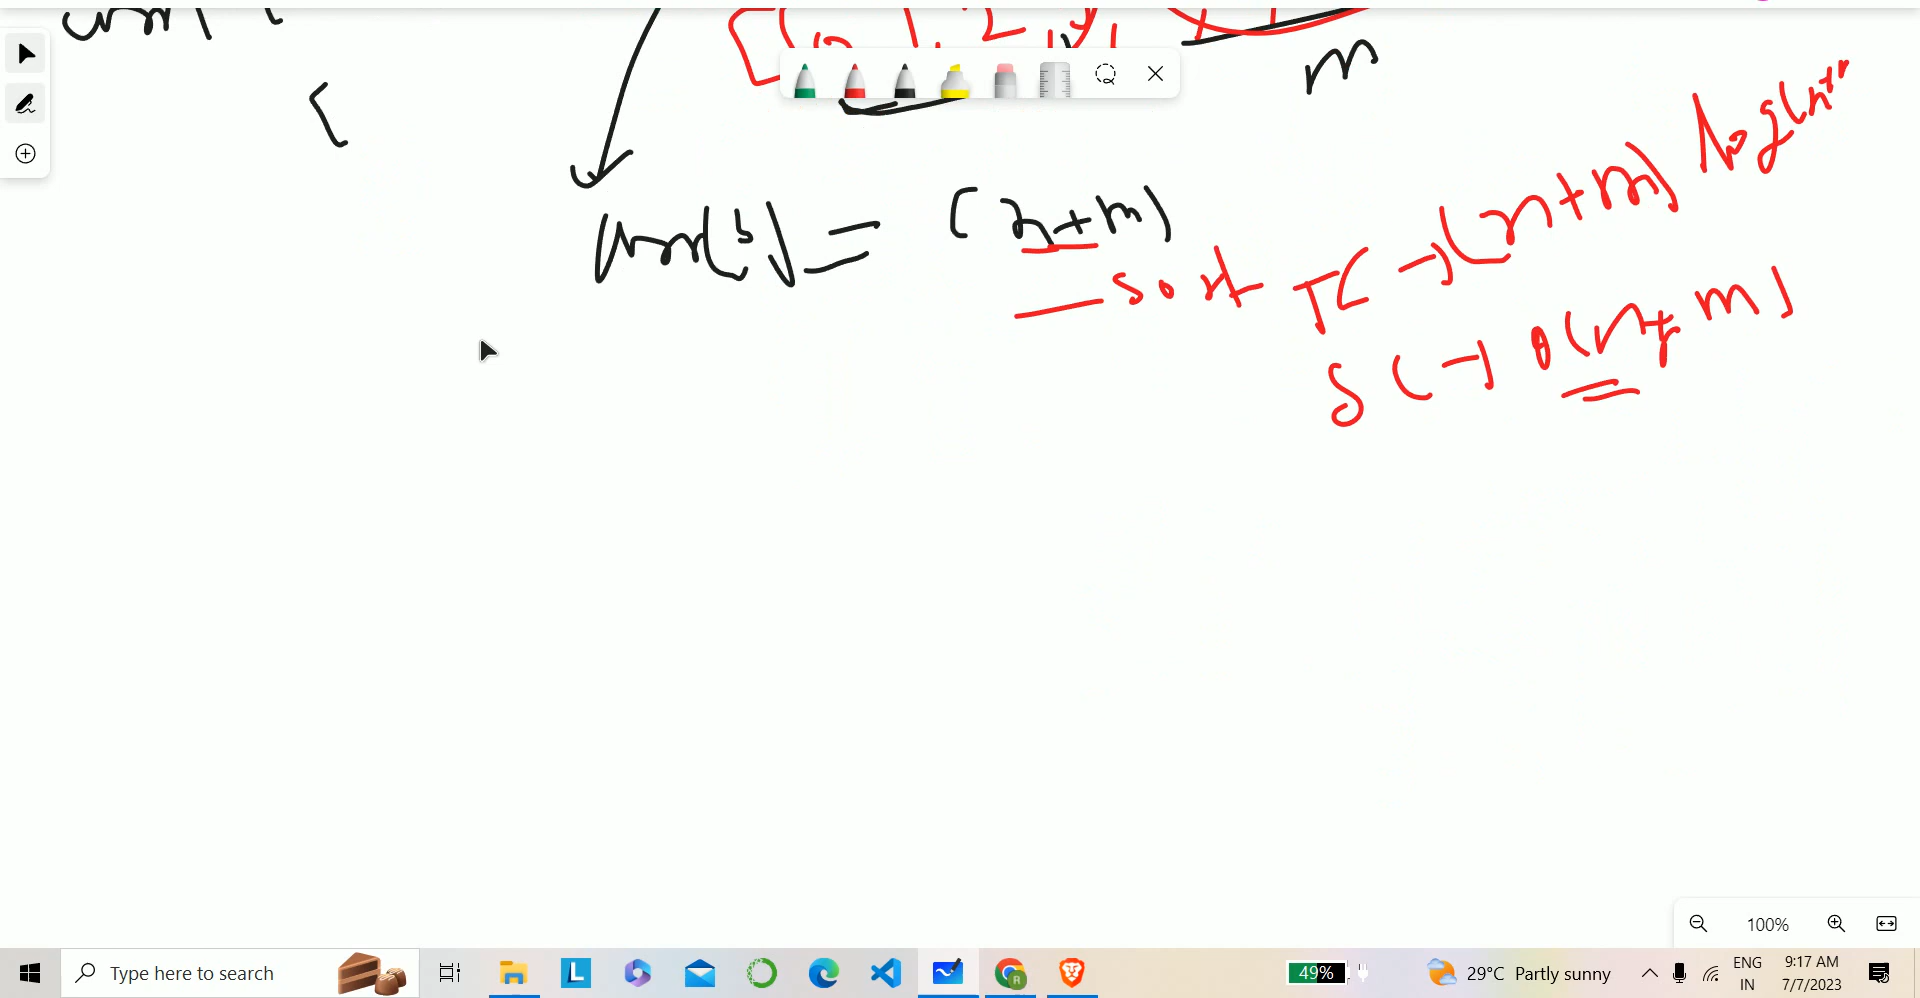 m
arr[3] = (n+m)
— sort TC → (n+m) log(n+m
SC → O(n+m)
100%
Type here to search
L
R
49%
29°C Partly sunny
ENG
IN
9:17 AM
7/7/2023